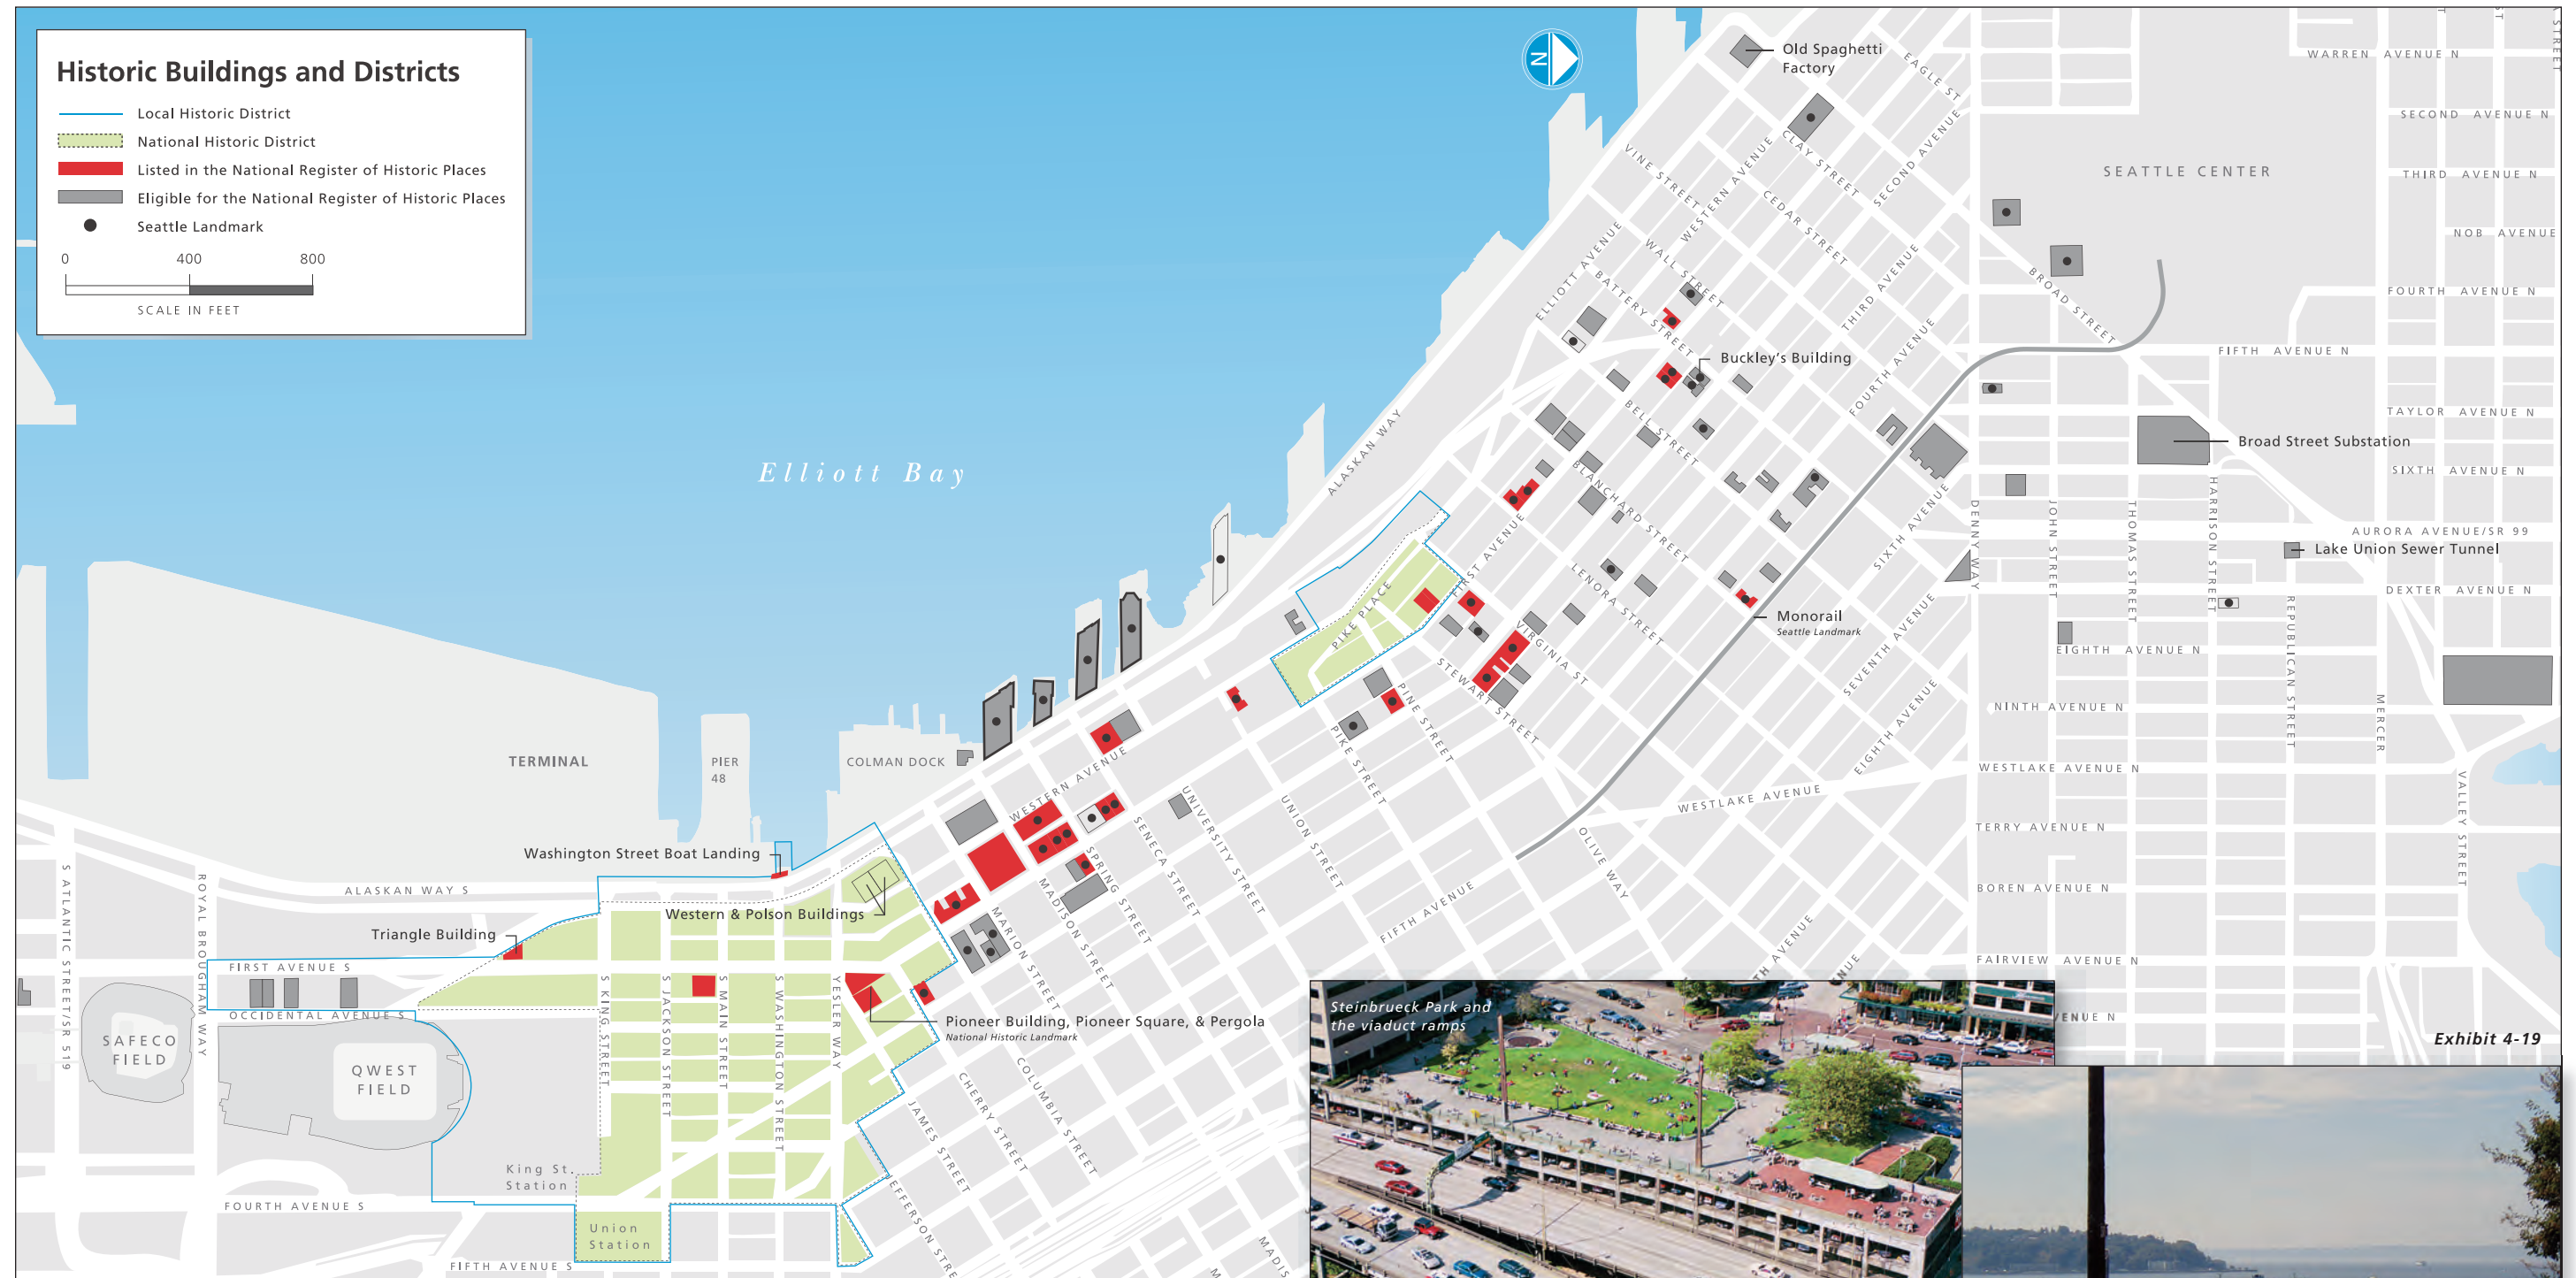 Historic Buildings and Districts
Local Historic District
National Historic District
Listed in the National Register of Historic Places
Eligible for the National Register of Historic Places
Seattle Landmark
0 400 800
SCALE IN FEET
N
Old Spaghetti
Factory
EAGLE ST
WARREN AVENUE N
SECOND AVENUE N
THIRD AVENUE N
NOB AVENUE
FOURTH AVENUE N
FIFTH AVENUE N
TAYLOR AVENUE N
SIXTH AVENUE N
AURORA AVENUE/SR 99
DEXTER AVENUE N
EIGHTH AVENUE N
NINTH AVENUE N
WESTLAKE AVENUE N
TERRY AVENUE N
BOREN AVENUE N
FAIRVIEW AVENUE N
SEATTLE CENTER
BROAD STREET
VINE STREET
CLAY STREET
CEDAR STREET
WALL STREET
BATTERY STREET
BELL STREET
BLANCHARD STREET
LENORA STREET
VIRGINIA ST
STEWART STREET
PINE STREET
PIKE STREET
UNION STREET
UNIVERSITY STREET
SENECA STREET
SPRING STREET
MADISON STREET
MARION STREET
COLUMBIA STREET
CHERRY STREET
JAMES STREET
OLIVE WAY
ELLIOTT AVENUE
WESTERN AVENUE
SECOND AVENUE
THIRD AVENUE
FOURTH AVENUE
SIXTH AVENUE
SEVENTH AVENUE
EIGHTH AVENUE
WESTLAKE AVENUE
FIRST AVENUE
FIFTH AVENUE
WESTERN AVENUE
ALASKAN WAY
PIKE PLACE
DENNY WAY
JOHN STREET
THOMAS STREET
HARRISON STREET
REPUBLICAN STREET
MERCER
VALLEY STREET
Buckley's Building
Broad Street Substation
Lake Union Sewer Tunnel
Monorail
Seattle Landmark
Elliott Bay
TERMINAL
PIER
48
COLMAN DOCK
Washington Street Boat Landing
Western & Polson Buildings
Triangle Building
Pioneer Building, Pioneer Square, & Pergola
National Historic Landmark
ALASKAN WAY S
FIRST AVENUE S
OCCIDENTAL AVENUE S
FOURTH AVENUE S
FIFTH AVENUE S
S ATLANTIC STREET/SR 519
ROYAL BROUGHAM WAY
S KING STREET
S JACKSON STREET
S MAIN STREET
S WASHINGTON STREET
YESLER WAY
SAFECO
FIELD
QWEST
FIELD
King St.
Station
Union
Station
Steinbrueck Park and
the viaduct ramps
Exhibit 4-19